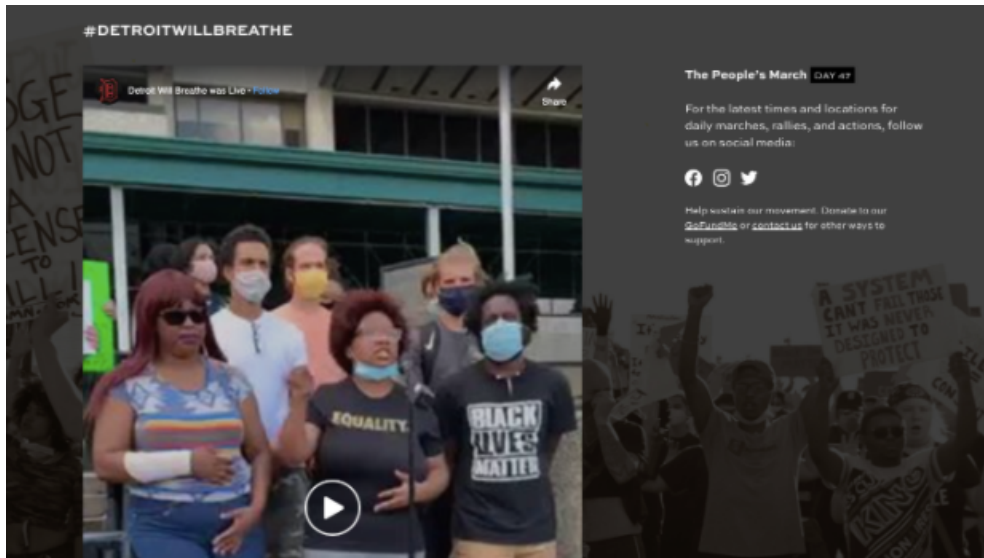 #DETROITWILLBREATHE
Detroit Will Breathe was Live · Follow
Share
EQUALITY.
BLACK
LIVES
MATTER
The People's March DAY 47
For the latest times and locations for
daily marches, rallies, and actions, follow
us on social media:
Help sustain our movement. Donate to our
GoFundMe or contact us for other ways to
support.
NOT
A
TO
A SYSTEM
CANT FAIL THOSE
IT WAS NEVER
DESIGNED TO
PROTECT
KING